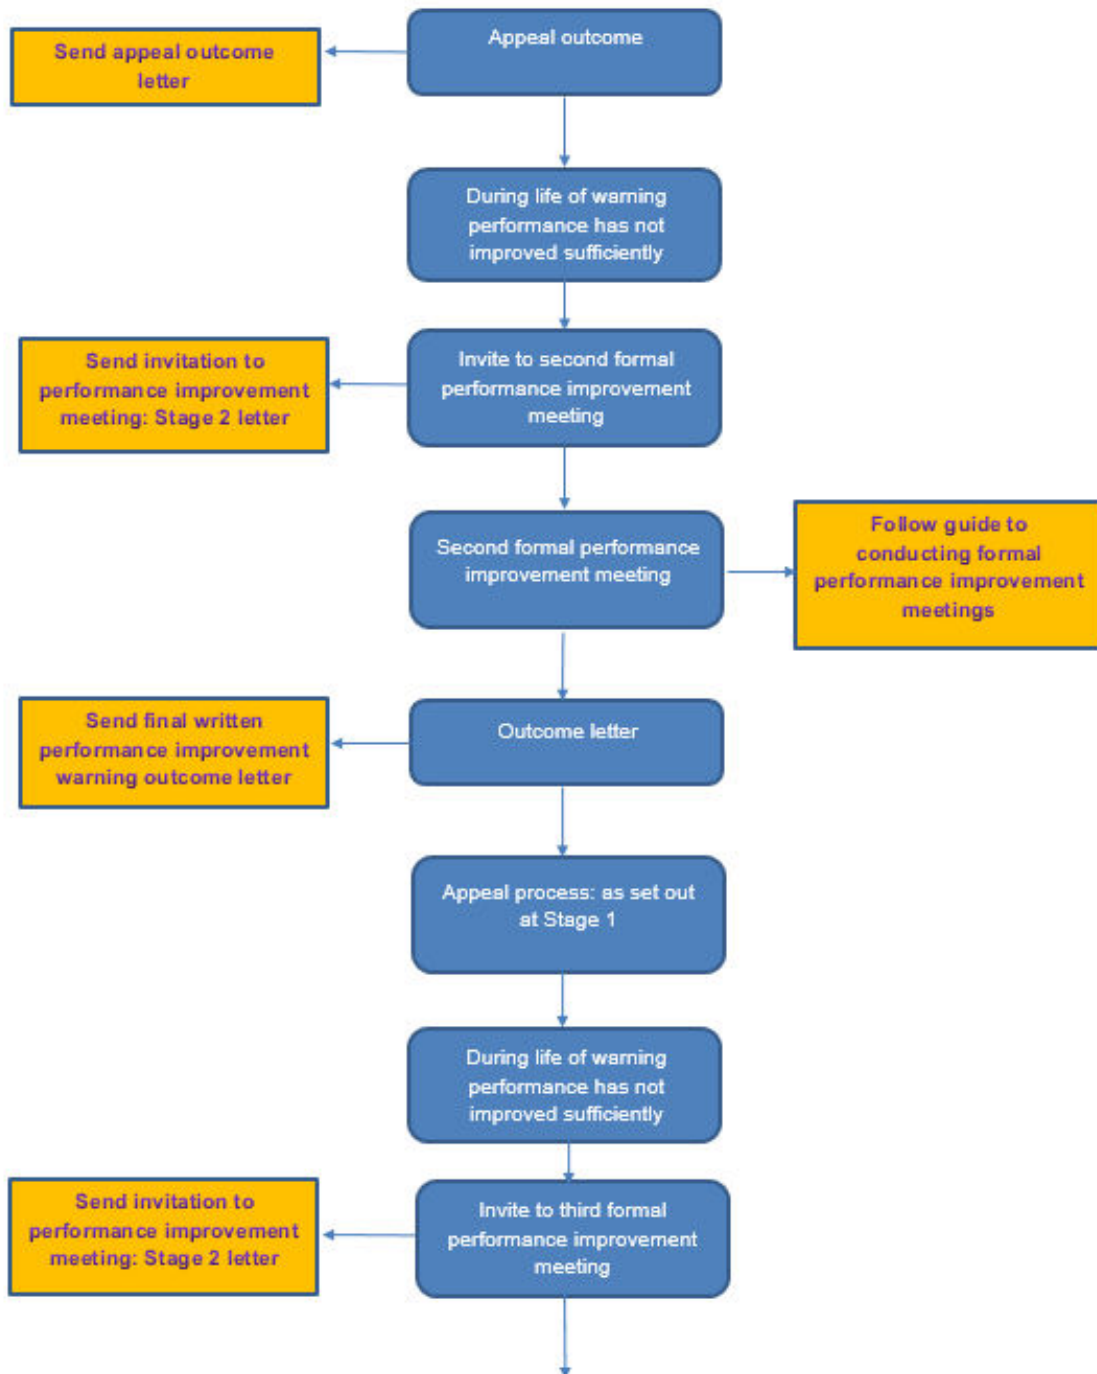 Appeal outcome
Send appeal outcome
letter
During life of warning
performance has not
improved sufficiently
Invite to second formal
performance improvement
meeting
Send invitation to
performance improvement
meeting: Stage 2 letter
Second formal performance
improvement meeting
Follow guide to
conducting formal
performance improvement
meetings
Outcome letter
Send final written
performance improvement
warning outcome letter
Appeal process: as set out
at Stage 1
During life of warning
performance has not
improved sufficiently
Invite to third formal
performance improvement
meeting
Send invitation to
performance improvement
meeting: Stage 2 letter